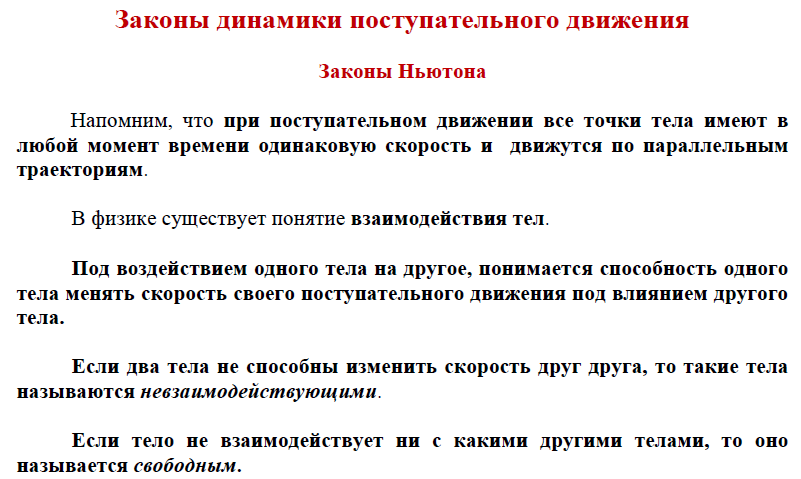 Законы динамики поступательного движения
Законы Ньютона
Напомним, что при поступательном движении все точки тела имеют в
любой момент времени одинаковую скорость и движутся по параллельным
траекториям.
В физике существует понятие взаимодействия тел.
Под воздействием одного тела на другое, понимается способность одного
тела менять скорость своего поступательного движения под влиянием другого
тела.
Если два тела не способны изменить скорость друг друга, то такие тела
называются невзаимодействующими.
Если тело не взаимодействует ни с какими другими телами, то оно
называется свободным.